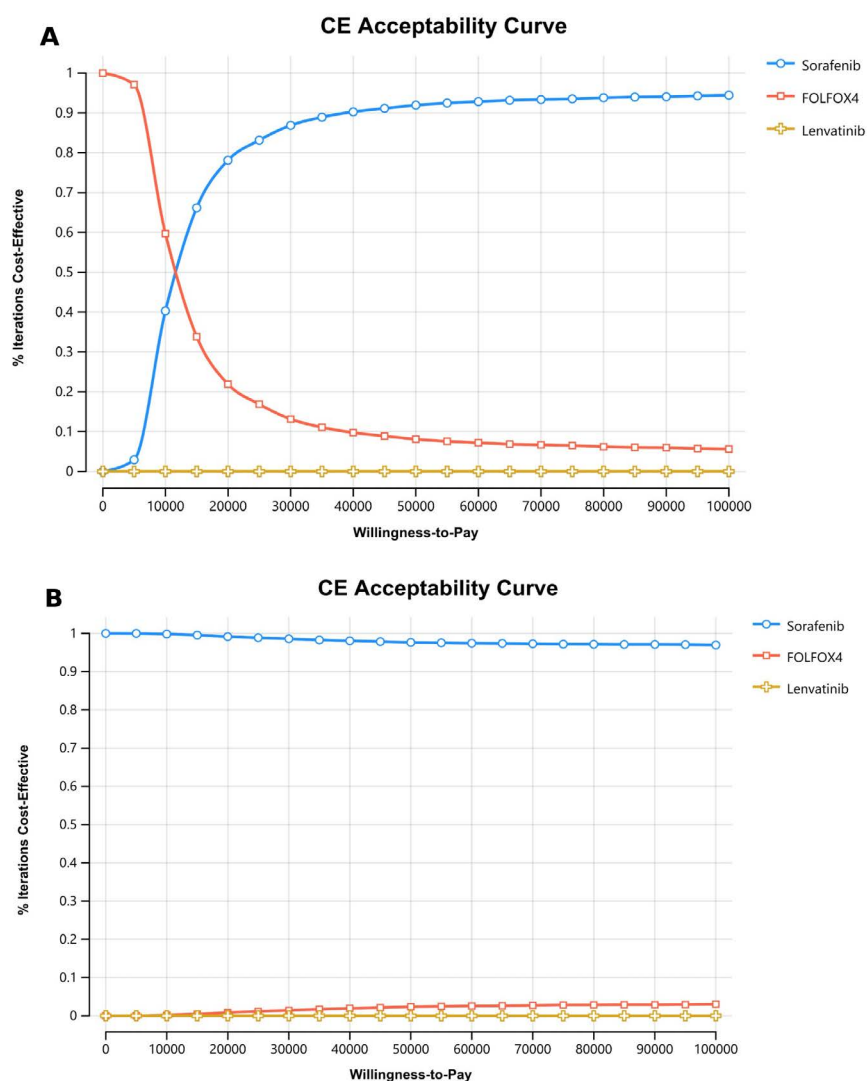 A
CE Acceptability Curve
Sorafenib
FOLFOX4
Lenvatinib
% Iterations Cost-Effective
1
0.9
0.8
0.7
0.6
0.5
0.4
0.3
0.2
0.1
0
0 10000 20000 30000 40000 50000 60000 70000 80000 90000 100000
Willingness-to-Pay
B
CE Acceptability Curve
Sorafenib
FOLFOX4
Lenvatinib
% Iterations Cost-Effective
1
0.9
0.8
0.7
0.6
0.5
0.4
0.3
0.2
0.1
0
0 10000 20000 30000 40000 50000 60000 70000 80000 90000 100000
Willingness-to-Pay